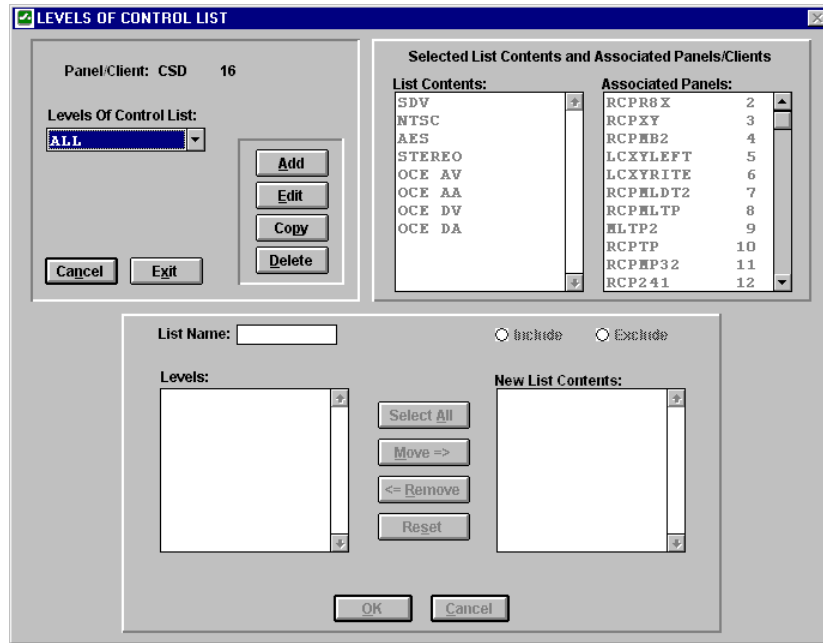 LEVELS OF CONTROL LIST
Panel/Client: CSD 16
Levels Of Control List:
ALL
Add
Edit
Copy
Delete
Cancel
Exit
Selected List Contents and Associated Panels/Clients
List Contents:
SDV
NTSC
AES
STEREO
OCE AV
OCE AA
OCE DV
OCE DA
Associated Panels:
RCPR8X 2
RCPXY 3
RCPMB2 4
LCXYLEFT 5
LCXYRITE 6
RCPMLDT2 7
RCPMLTP 8
MLTP2 9
RCPTP 10
RCPMP32 11
RCP241 12
List Name:
Include
Exclude
Levels:
Select All
Move =>
<= Remove
Reset
New List Contents:
OK
Cancel